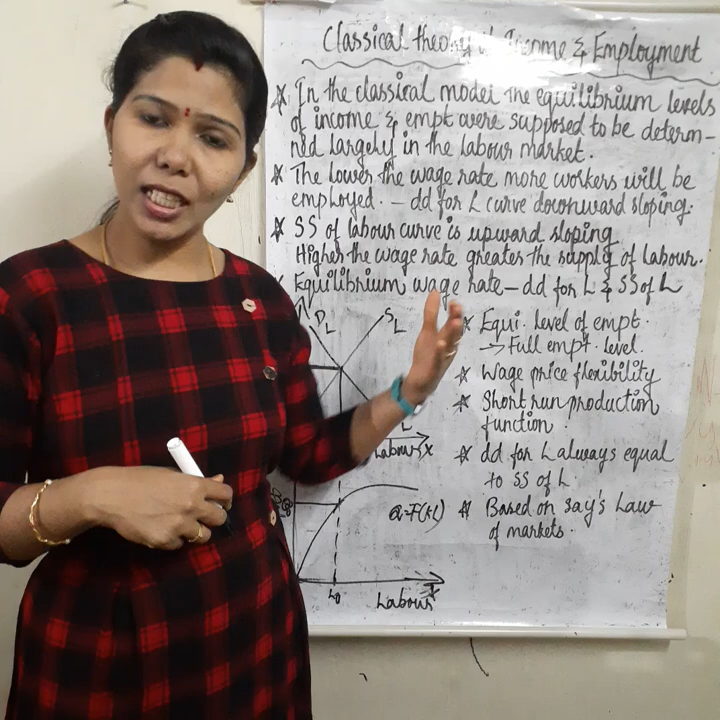 Classical theory of Income & Employment
* In the classical model the equilibrium levels
of income & empt were supposed to be determ-
ned largely in the labour market.
* The lower the wage rate more workers will be
employed. – dd for L curve downward sloping.
* SS of labour curve is upward sloping
Higher the wage rate greater the supply of labour.
Equilibrium wage rate – dd for L & SS of L
DL
SL
* Equi. level of empt.
→ Full empt. level.
* Wage price flexibility
* Short run production
function.
* dd for L always equal
to SS of L.
* Based on Say's Law
of markets.
L
Labour X
Q=F(K,L)
L0
Labour X